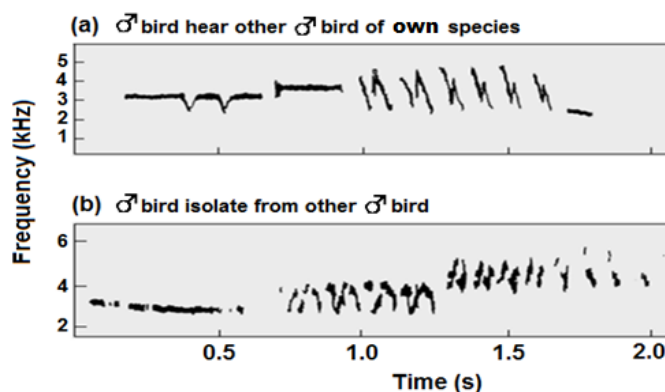 (a) ♂ bird hear other ♂ bird of own species
5
4
3
2
1
Frequency (kHz)
(b) ♂ bird isolate from other ♂ bird
6
4
2
0.5 1.0 1.5 2.0
Time (s)